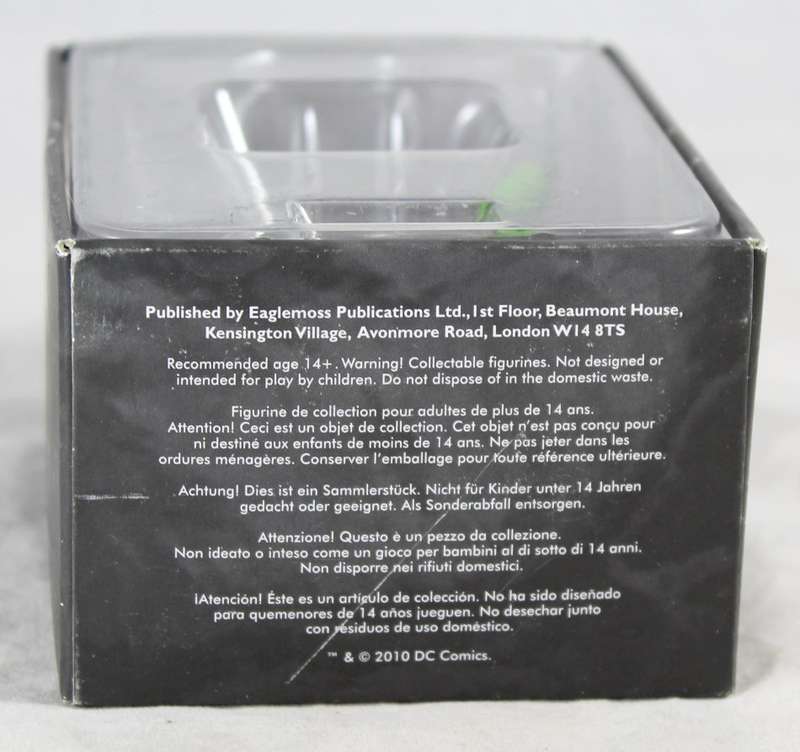 Published by Eaglemoss Publications Ltd., 1st Floor, Beaumont House,
Kensington Village, Avonmore Road, London W14 8TS
Recommended age 14+. Warning! Collectable figurines. Not designed or
intended for play by children. Do not dispose of in the domestic waste.
Figurine de collection pour adultes de plus de 14 ans.
Attention! Ceci est un objet de collection. Cet objet n'est pas conçu pour
ni destiné aux enfants de moins de 14 ans. Ne pas jeter dans les
ordures ménagères. Conserver l'emballage pour toute référence ultérieure.
Achtung! Dies ist ein Sammlerstück. Nicht für Kinder unter 14 Jahren
gedacht oder geeignet. Als Sonderabfall entsorgen.
Attenzione! Questo è un pezzo da collezione.
Non ideato o inteso come un gioco per bambini al di sotto di 14 anni.
Non disporre nei rifiuti domestici.
¡Atención! Éste es un artículo de colección. No ha sido diseñado
para quemenores de 14 años jueguen. No desechar junto
con residuos de uso doméstico.
™ & © 2010 DC Comics.